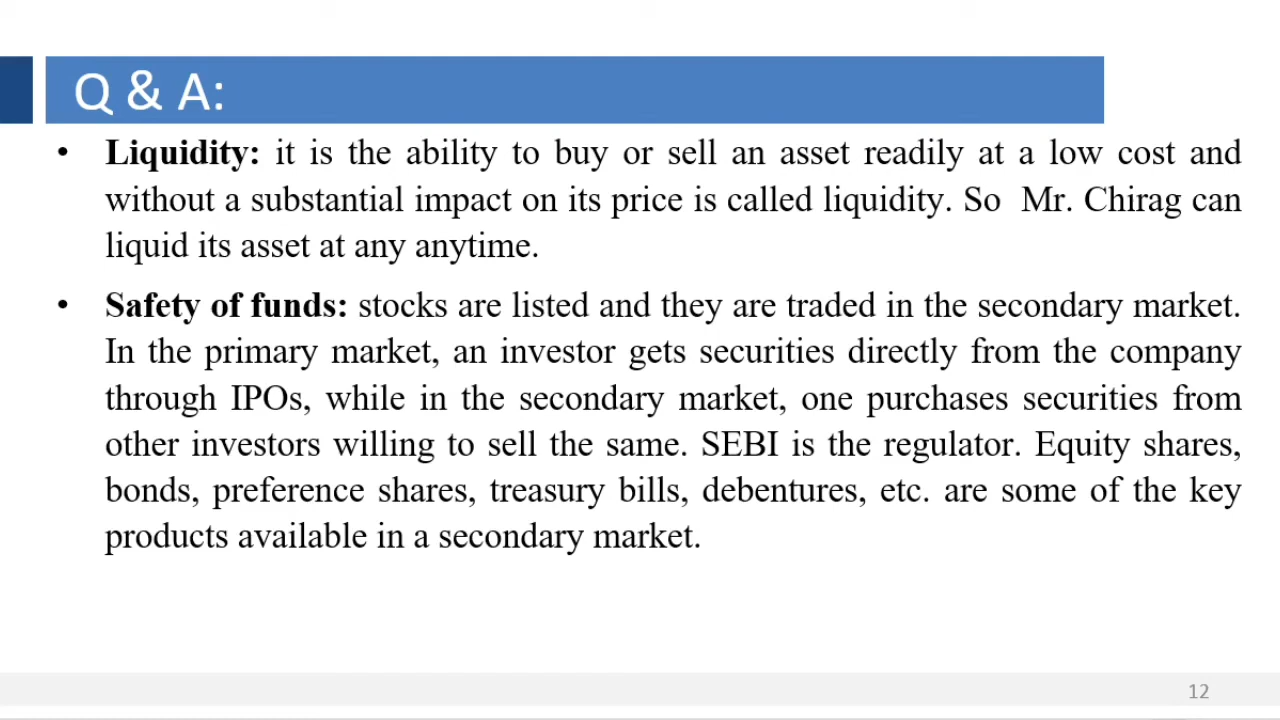 Q & A:
• Liquidity: it is the ability to buy or sell an asset readily at a low cost and
without a substantial impact on its price is called liquidity. So Mr. Chirag can
liquid its asset at any anytime.
• Safety of funds: stocks are listed and they are traded in the secondary market.
In the primary market, an investor gets securities directly from the company
through IPOs, while in the secondary market, one purchases securities from
other investors willing to sell the same. SEBI is the regulator. Equity shares,
bonds, preference shares, treasury bills, debentures, etc. are some of the key
products available in a secondary market.
12